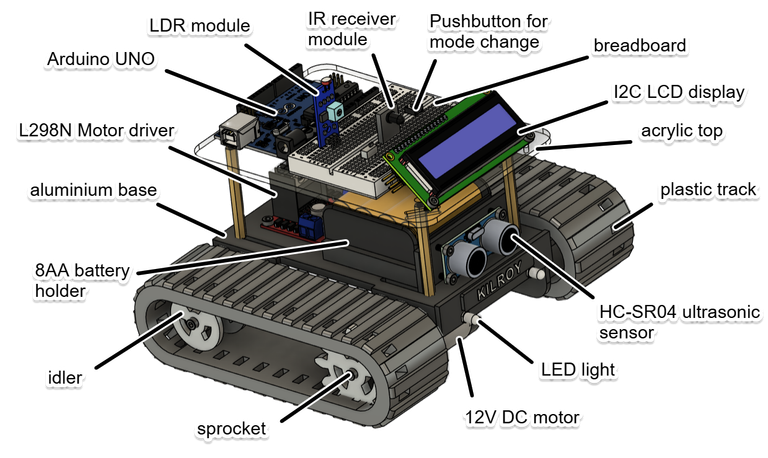 LDR module
IR receiver
module
Pushbutton for
mode change
breadboard
Arduino UNO
I2C LCD display
L298N Motor driver
acrylic top
aluminium base
plastic track
8AA battery
holder
KILROY
HC-SR04 ultrasonic
sensor
idler
LED light
sprocket
12V DC motor